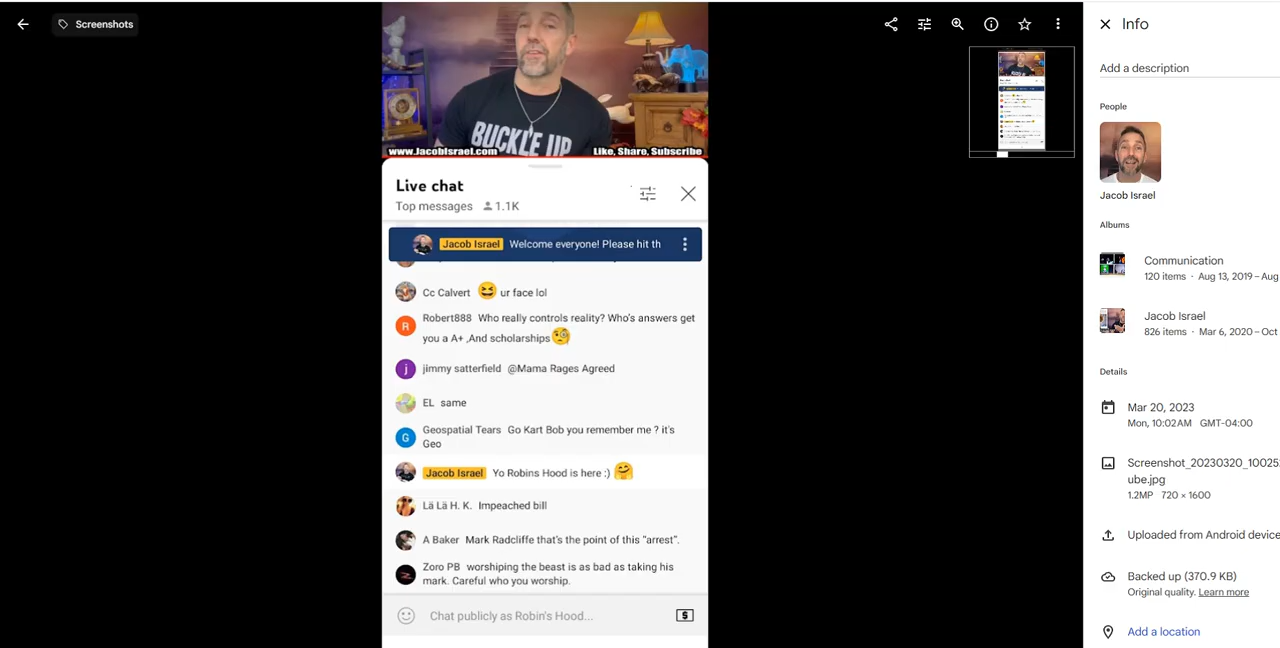 Screenshots
BUCKLE UP
www.JacobIsrael.com Like, Share, Subscribe
Live chat
Top messages 1.1K
Jacob Israel Welcome everyone! Please hit th
Cc Calvert 😆 ur face lol
Robert888 Who really controls reality? Who's answers get
you a A+ ,And scholarships🧐
R
j jimmy satterfield @Mama Rages Agreed
EL same
Geospatial Tears Go Kart Bob you remember me ? it's
Geo
G
Jacob Israel Yo Robins Hood is here :) 🤗
Lä Lä H. K. Impeached bill
A Baker Mark Radcliffe that's the point of this "arrest".
Zoro PB worshiping the beast is as bad as taking his
mark. Careful who you worship.
Chat publicly as Robin's Hood... $
Info
Add a description
People
Jacob Israel
Albums
Communication
120 items · Aug 13, 2019 – Aug
Jacob Israel
826 items · Mar 6, 2020 – Oct
Details
Mar 20, 2023
Mon, 10:02AM GMT-04:00
Screenshot_20230320_10025
ube.jpg
1.2MP 720 × 1600
Uploaded from Android device
Backed up (370.9 KB)
Original quality. Learn more
Add a location